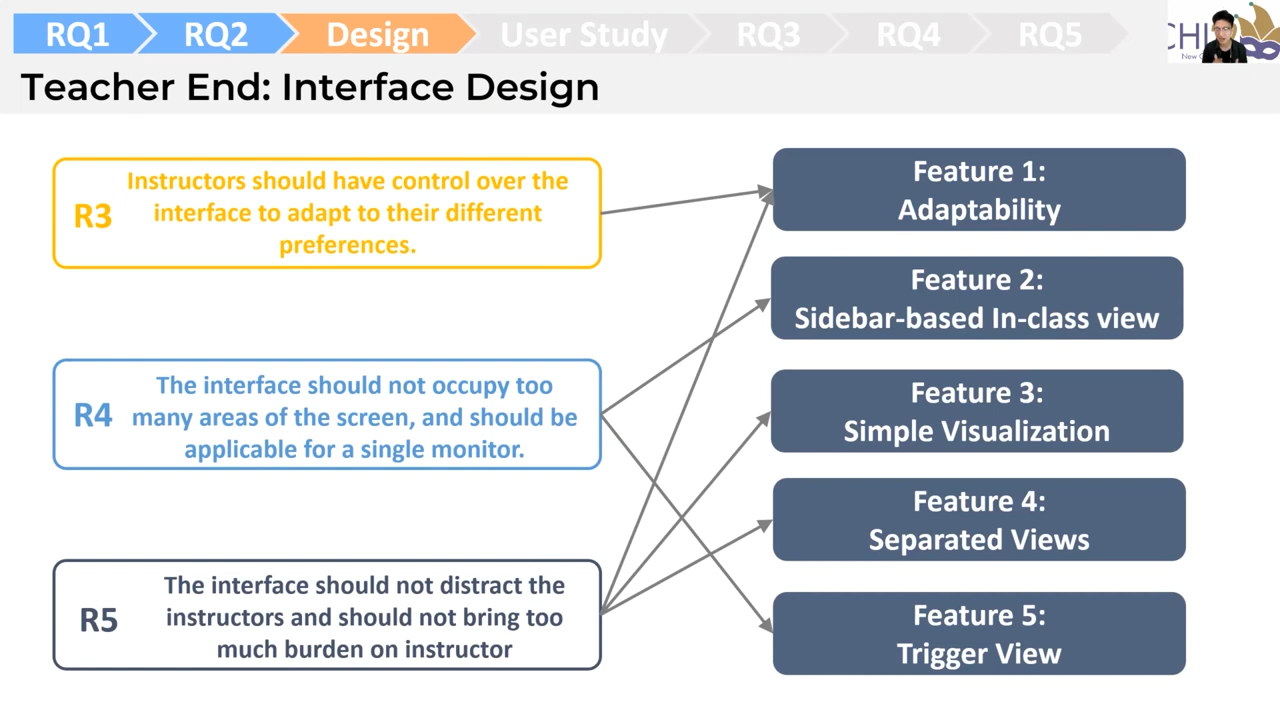 RQ1
RQ2
Design
User Study
RQ3
RQ4
RQ5
CHI
Teacher End: Interface Design
R3
Instructors should have control over the
interface to adapt to their different
preferences.
R4
The interface should not occupy too
many areas of the screen, and should be
applicable for a single monitor.
R5
The interface should not distract the
instructors and should not bring too
much burden on instructor
Feature 1:
Adaptability
Feature 2:
Sidebar-based In-class view
Feature 3:
Simple Visualization
Feature 4:
Separated Views
Feature 5:
Trigger View